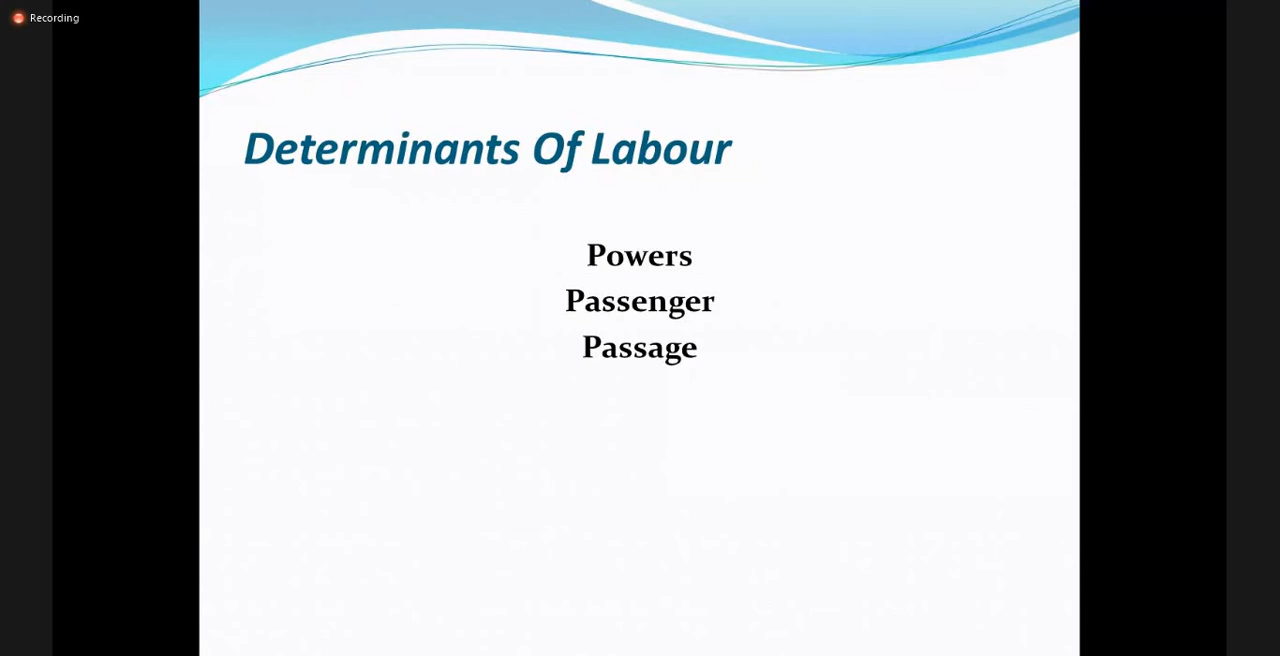 Recording
Determinants Of Labour
Powers
Passenger
Passage